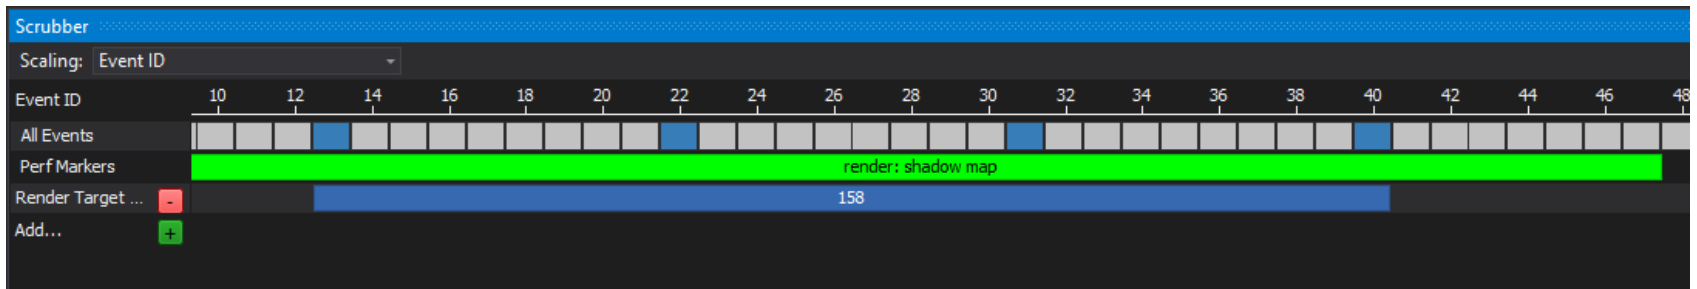 Scrubber
Scaling: Event ID
Event ID 10 12 14 16 18 20 22 24 26 28 30 32 34 36 38 40 42 44 46 48
All Events
Perf Markers render: shadow map
Render Target ... - 158
Add... +